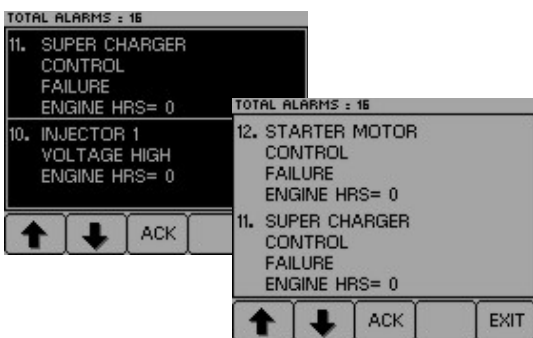 TOTAL ALARMS : 16
11. SUPER CHARGER
CONTROL
FAILURE
ENGINE HRS= 0
10. INJECTOR 1
VOLTAGE HIGH
ENGINE HRS= 0
ACK
TOTAL ALARMS : 16
12. STARTER MOTOR
CONTROL
FAILURE
ENGINE HRS= 0
11. SUPER CHARGER
CONTROL
FAILURE
ENGINE HRS= 0
ACK EXIT